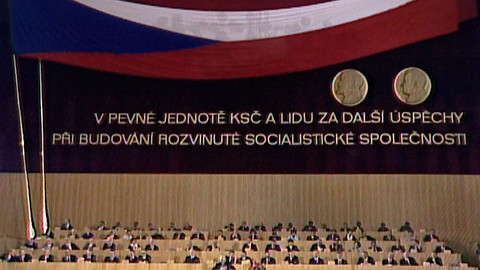 V PEVNÉ JEDNOTĚ KSČ A LIDU ZA DALŠÍ ÚSPĚCHY
PŘI BUDOVÁNÍ ROZVINUTÉ SOCIALISTICKÉ SPOLEČNOSTI